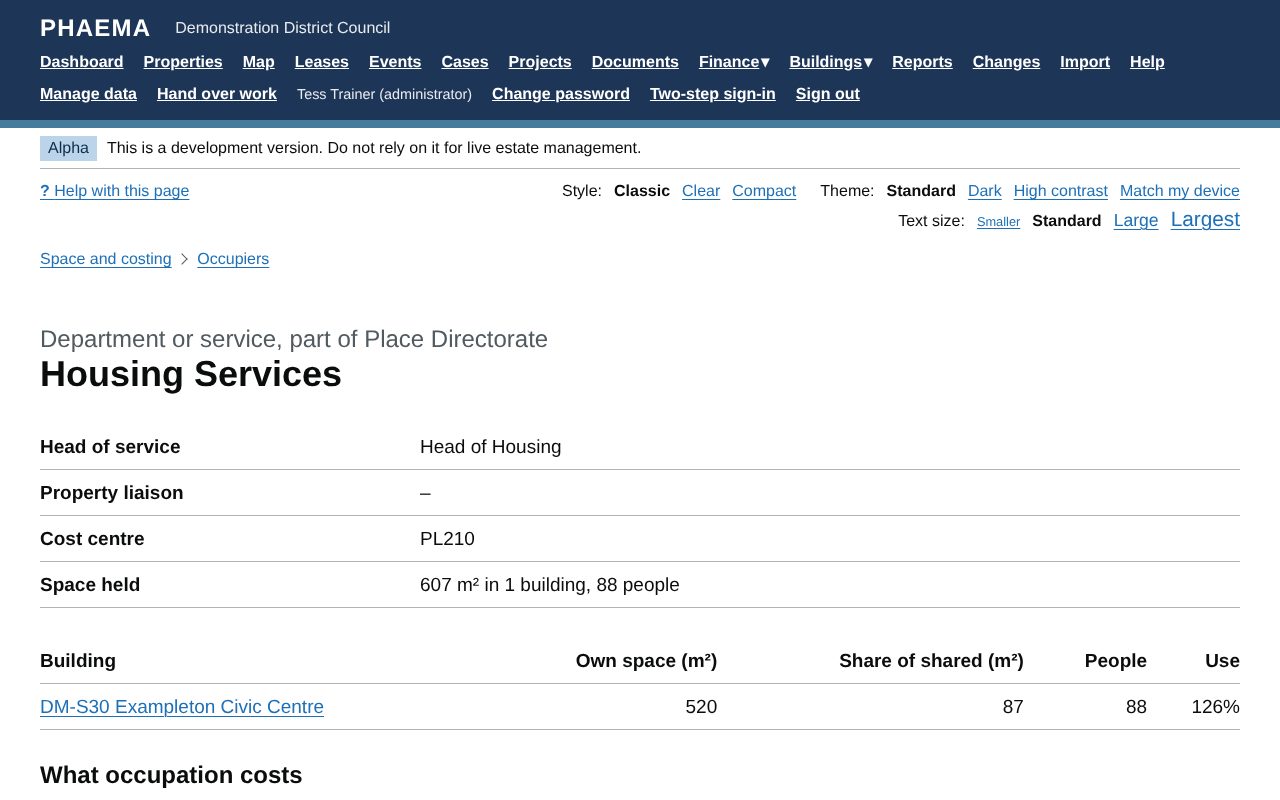 PHAEMA Demonstration District Council
Dashboard Properties Map Leases Events Cases Projects Documents Finance▾ Buildings▾ Reports Changes Import Help
Manage data Hand over work Tess Trainer (administrator) Change password Two-step sign-in Sign out
Alpha This is a development version. Do not rely on it for live estate management.
? Help with this page Style: Classic Clear Compact Theme: Standard Dark High contrast Match my device
Text size: Smaller Standard Large Largest
Space and costing > Occupiers
Department or service, part of Place Directorate
Housing Services
Head of service Head of Housing
Property liaison –
Cost centre PL210
Space held 607 m² in 1 building, 88 people
Building Own space (m²) Share of shared (m²) People Use
DM-S30 Exampleton Civic Centre 520 87 88 126%
What occupation costs